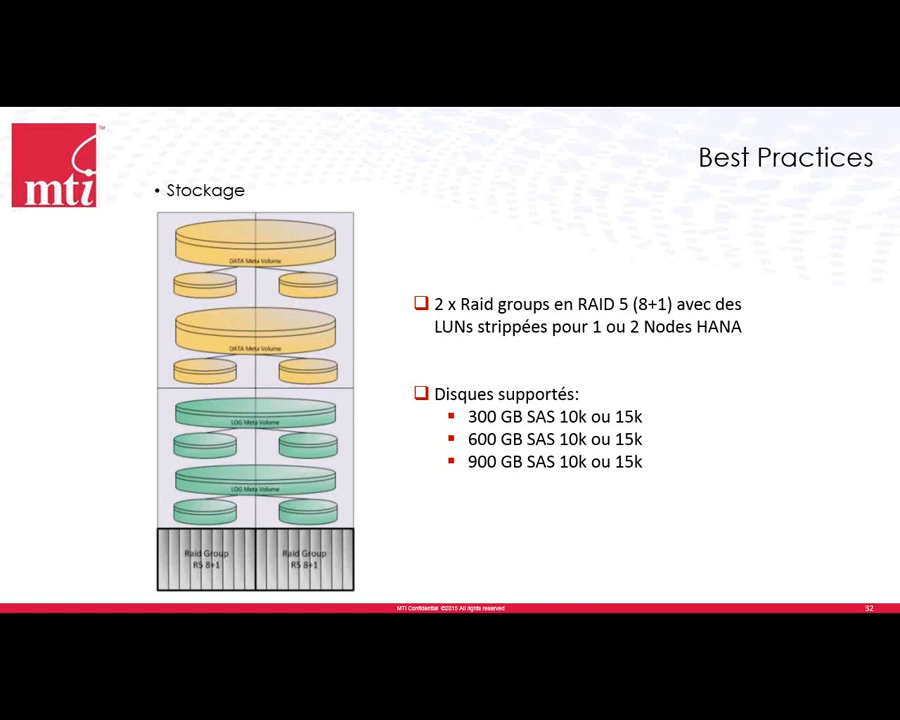 mti
TM
Best Practices
• Stockage
DATA Meta Volume
DATA Meta Volume
LOG Meta Volume
LOG Meta Volume
Raid Group
R5 8+1
Raid Group
R5 8+1
2 x Raid groups en RAID 5 (8+1) avec des
LUNs strippées pour 1 ou 2 Nodes HANA
Disques supportés:
300 GB SAS 10k ou 15k
600 GB SAS 10k ou 15k
900 GB SAS 10k ou 15k
MTI Confidential ©2015 All rights reserved
32